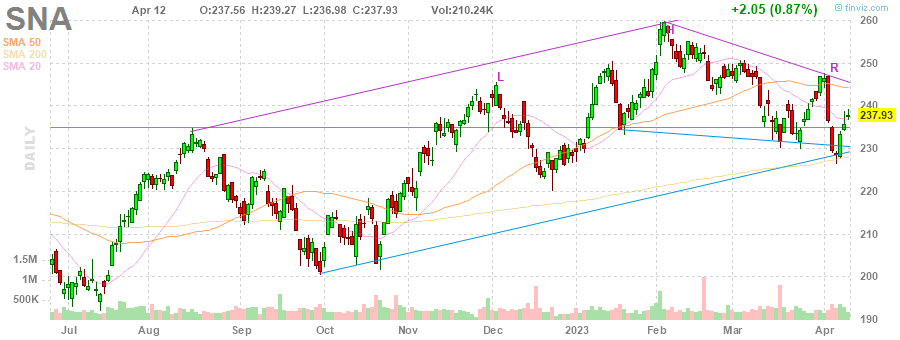 SNA Apr 12 O:237.56 H:239.27 L:236.98 C:237.93 Vol:210.24K +2.05 (0.87%) © finviz.com
SMA 50
SMA 200
SMA 20
DAILY
L
H
R
260
250
240
237.93
230
220
210
200
190
1.5M
1M
500K
Jul Aug Sep Oct Nov Dec 2023 Feb Mar Apr